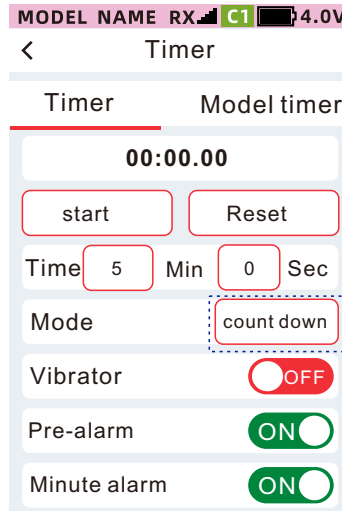 MODEL NAME RX C1 4.0V
Timer
Timer Model timer
00:00.00
start Reset
Time 5 Min 0 Sec
Mode count down
Vibrator OFF
Pre-alarm ON
Minute alarm ON